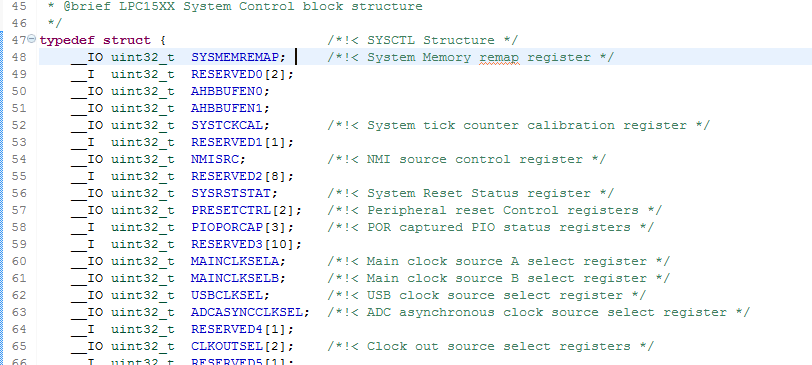 45 * @brief LPC15XX System Control block structure
46 */
47 typedef struct { /*!< SYSCTL Structure */
48 __IO uint32_t SYSMEMREMAP; /*!< System Memory remap register */
49 __I uint32_t RESERVED0[2];
50 __IO uint32_t AHBBUFEN0;
51 __IO uint32_t AHBBUFEN1;
52 __IO uint32_t SYSTCKCAL; /*!< System tick counter calibration register */
53 __I uint32_t RESERVED1[1];
54 __IO uint32_t NMISRC; /*!< NMI source control register */
55 __I uint32_t RESERVED2[8];
56 __IO uint32_t SYSRSTSTAT; /*!< System Reset Status register */
57 __IO uint32_t PRESETCTRL[2]; /*!< Peripheral reset Control registers */
58 __I uint32_t PIOPORCAP[3]; /*!< POR captured PIO status registers */
59 __I uint32_t RESERVED3[10];
60 __IO uint32_t MAINCLKSELA; /*!< Main clock source A select register */
61 __IO uint32_t MAINCLKSELB; /*!< Main clock source B select register */
62 __IO uint32_t USBCLKSEL; /*!< USB clock source select register */
63 __IO uint32_t ADCASYNCCLKSEL; /*!< ADC asynchronous clock source select register */
64 __I uint32_t RESERVED4[1];
65 __IO uint32_t CLKOUTSEL[2]; /*!< Clock out source select registers */
66 __I uint32_t RESERVED5[1];